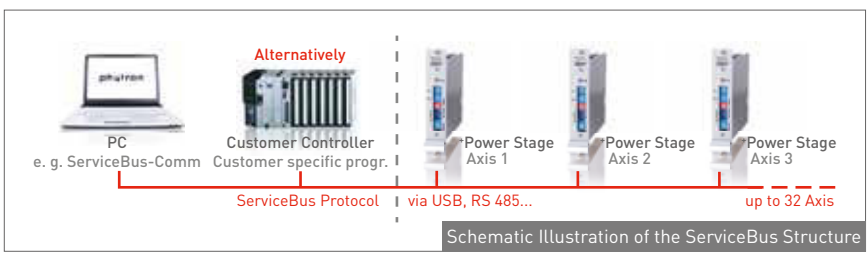 Alternatively
phytron
PC
e. g. ServiceBus-Comm
Customer Controller
Customer specific progr.
Power Stage
Axis 1
Power Stage
Axis 2
Power Stage
Axis 3
ServiceBus Protocol
via USB, RS 485...
up to 32 Axis
Schematic Illustration of the ServiceBus Structure